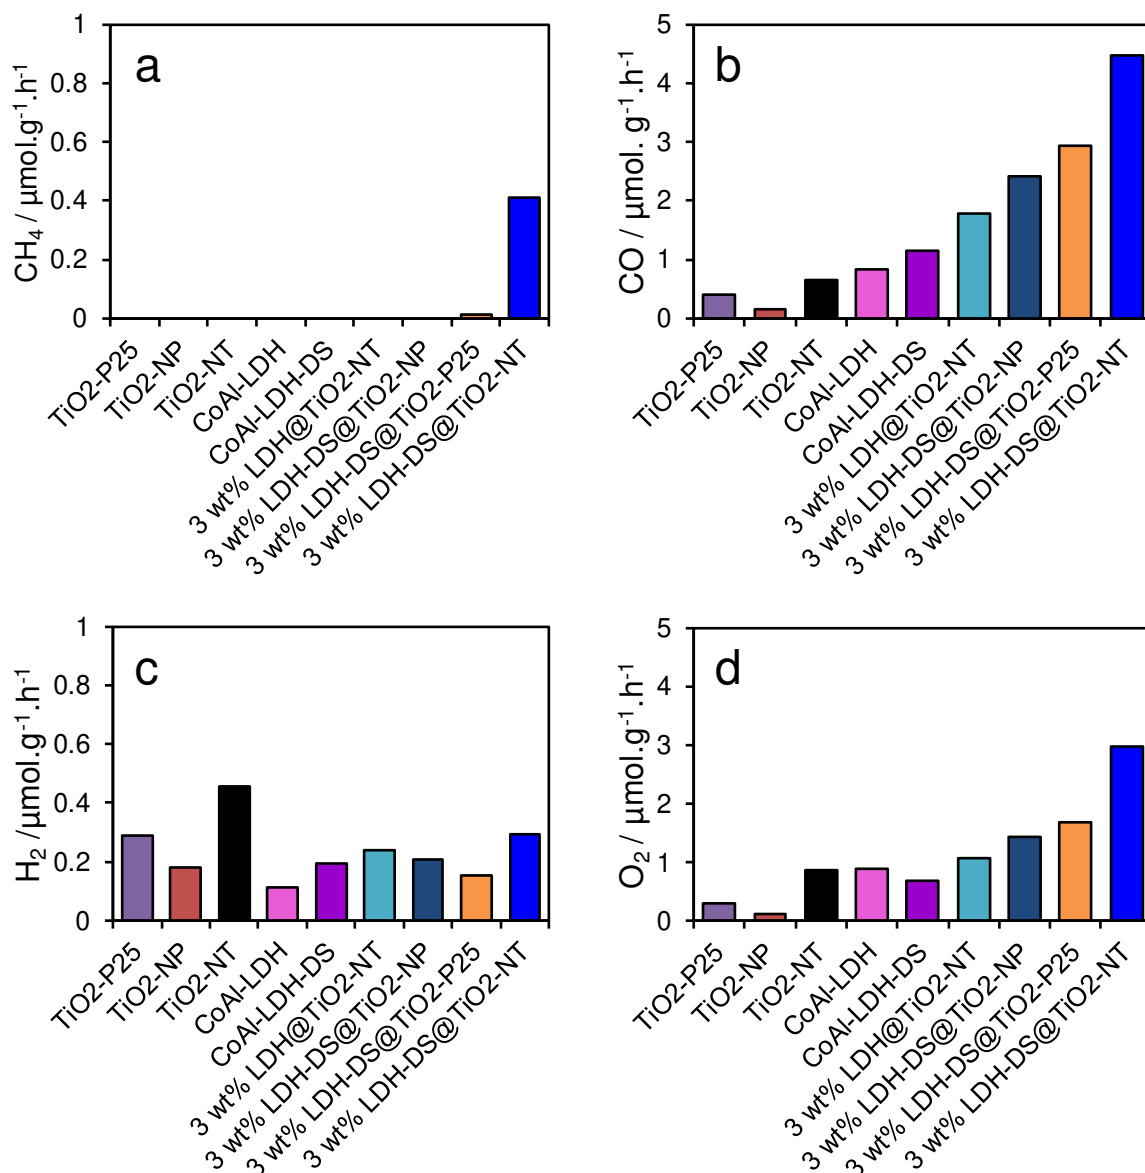 a
CH₄ / µmol.g⁻¹.h⁻¹
1
0.8
0.6
0.4
0.2
0
TiO2-P25
TiO2-NP
TiO2-NT
CoAl-LDH
CoAl-LDH-DS
3 wt% LDH@TiO2-NT
3 wt% LDH-DS@TiO2-NP
3 wt% LDH-DS@TiO2-P25
3 wt% LDH-DS@TiO2-NT
b
CO / µmol. g⁻¹.h⁻¹
5
4
3
2
1
0
TiO2-P25
TiO2-NP
TiO2-NT
CoAl-LDH
CoAl-LDH-DS
3 wt% LDH@TiO2-NT
3 wt% LDH-DS@TiO2-NP
3 wt% LDH-DS@TiO2-P25
3 wt% LDH-DS@TiO2-NT
c
H₂ /µmol.g⁻¹.h⁻¹
1
0.8
0.6
0.4
0.2
0
TiO2-P25
TiO2-NP
TiO2-NT
CoAl-LDH
CoAl-LDH-DS
3 wt% LDH@TiO2-NT
3 wt% LDH-DS@TiO2-NP
3 wt% LDH-DS@TiO2-P25
3 wt% LDH-DS@TiO2-NT
d
O₂ / µmol.g⁻¹.h⁻¹
5
4
3
2
1
0
TiO2-P25
TiO2-NP
TiO2-NT
CoAl-LDH
CoAl-LDH-DS
3 wt% LDH@TiO2-NT
3 wt% LDH-DS@TiO2-NP
3 wt% LDH-DS@TiO2-P25
3 wt% LDH-DS@TiO2-NT